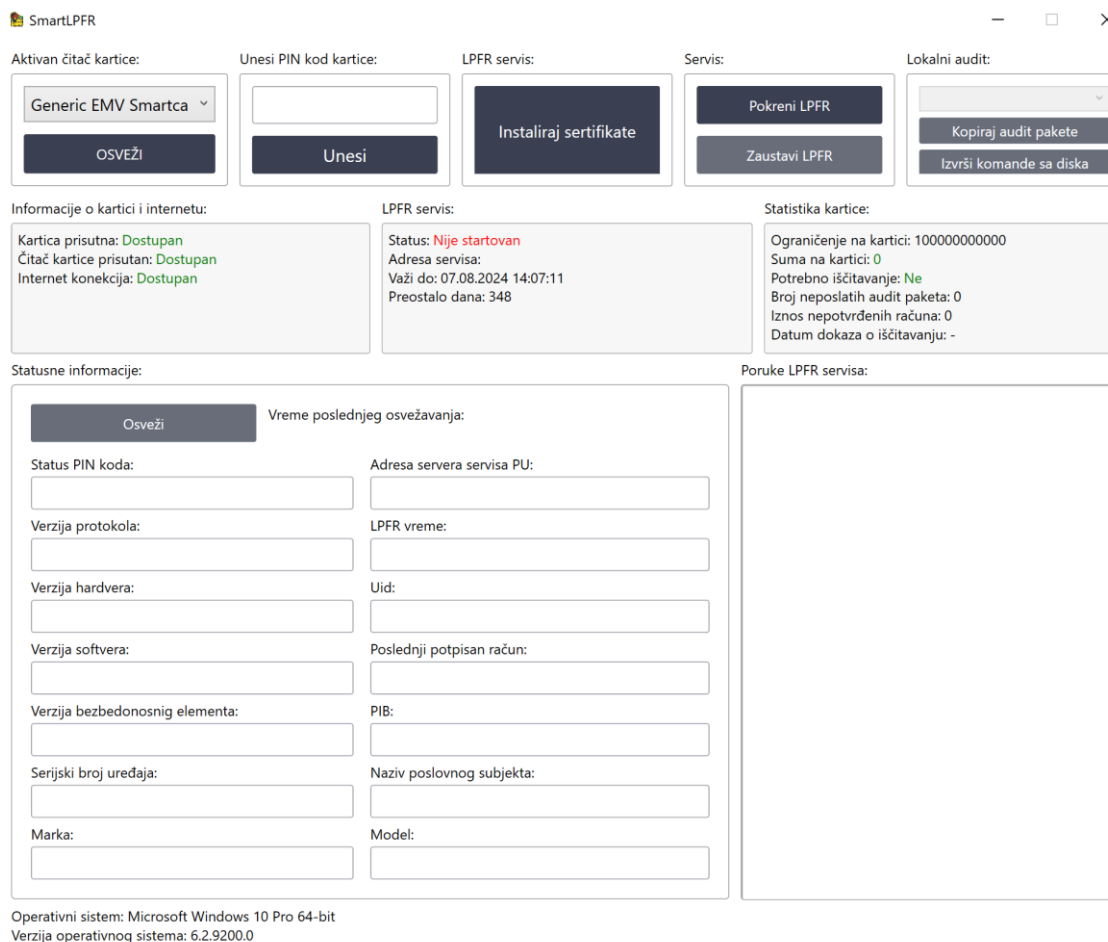 SmartLPFR
Aktivan čitač kartice:
Generic EMV Smartca
OSVEŽI
Unesi PIN kod kartice:
Unesi
LPFR servis:
Instaliraj sertifikate
Servis:
Pokreni LPFR
Zaustavi LPFR
Lokalni audit:
Kopiraj audit pakete
Izvrši komande sa diska
Informacije o kartici i internetu:
Kartica prisutna: Dostupan
Čitač kartice prisutan: Dostupan
Internet konekcija: Dostupan
LPFR servis:
Status: Nije startovan
Adresa servisa:
Važi do: 07.08.2024 14:07:11
Preostalo dana: 348
Statistika kartice:
Ograničenje na kartici: 100000000000
Suma na kartici: 0
Potrebno iščitavanje: Ne
Broj neposlatih audit paketa: 0
Iznos nepotvrđenih računa: 0
Datum dokaza o iščitavanju: -
Statusne informacije:
Osveži
Vreme poslednjeg osvežavanja:
Status PIN koda:
Adresa servera servisa PU:
Verzija protokola:
LPFR vreme:
Verzija hardvera:
Uid:
Verzija softvera:
Poslednji potpisan račun:
Verzija bezbedonosnig elementa:
PIB:
Serijski broj uređaja:
Naziv poslovnog subjekta:
Marka:
Model:
Poruke LPFR servisa:
Operativni sistem: Microsoft Windows 10 Pro 64-bit
Verzija operativnog sistema: 6.2.9200.0